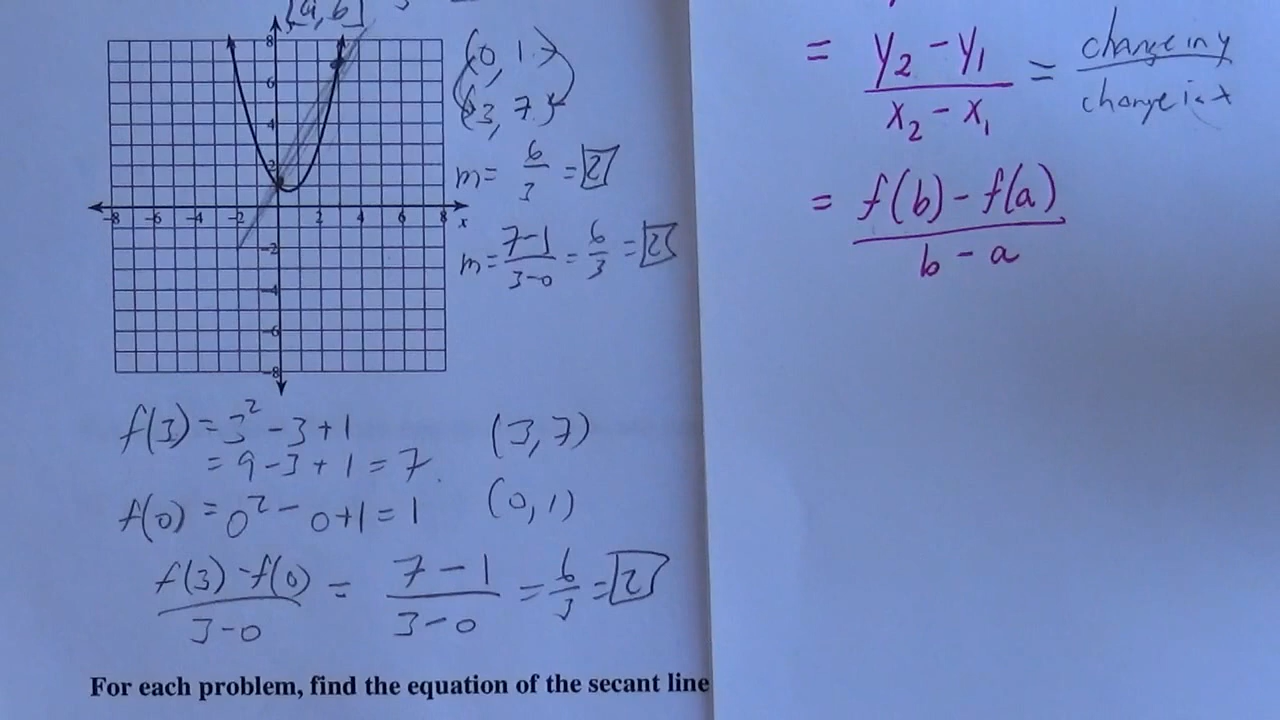 [a, b]
8
6
4
2
-8 -6 -4 -2 2 4 6 8 x
-2
-4
-6
-8
(0, 1)
(3, 7)
m = 6/3 = 2
m = 7-1/3-0 = 6/3 = 2
f(3) = 3² - 3 + 1
= 9 - 3 + 1 = 7
(3, 7)
f(0) = 0² - 0 + 1 = 1
(0, 1)
f(3) - f(0)/3-0 = 7 - 1/3 - 0 = 6/3 = 2
For each problem, find the equation of the secant line
= y₂ - y₁/x₂ - x₁ = change in y/change in x
= f(b) - f(a)/b - a